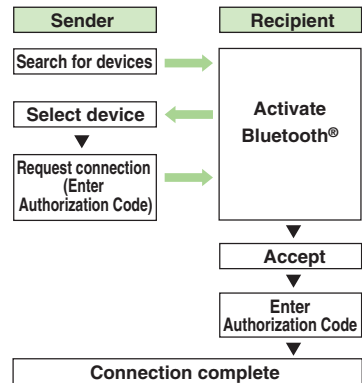 Sender
Recipient
Search for devices
Select device
Request connection
(Enter
Authorization Code)
Activate
Bluetooth®
Accept
Enter
Authorization Code
Connection complete